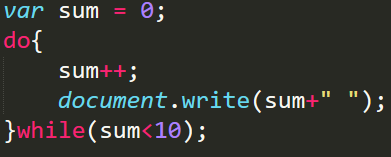 var sum = 0;
do{
    sum++;
    document.write(sum+" ");
}while(sum<10);